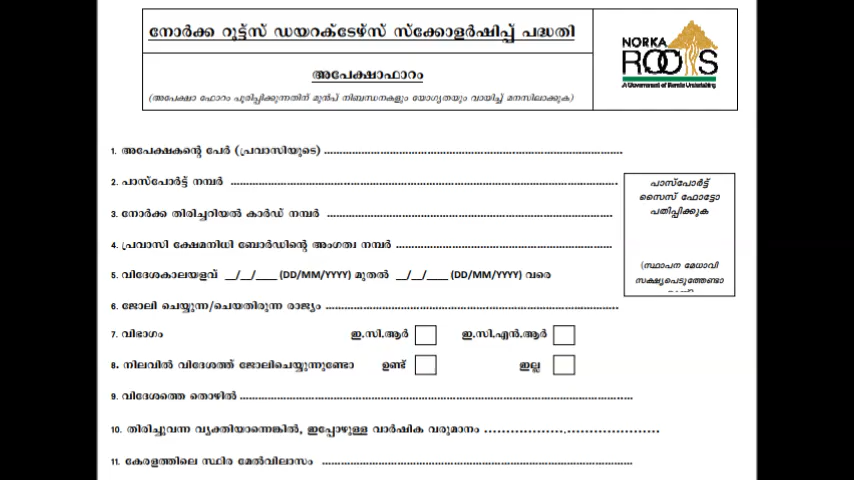 നോർക്ക റൂട്ട്സ് ഡയറക്ടേഴ്സ് സ്ക്കോളർഷിപ്പ് പദ്ധതി
അപേക്ഷാഫാറം
(അപേക്ഷാ ഫോറം പൂരിപ്പിക്കുന്നതിന് മുൻപ് നിബന്ധനകളും യോഗ്യതയും വായിച്ച് മനസിലാക്കുക)
NORKA
ROOTS
A Government of Kerala Undertaking
1. അപേക്ഷകന്റെ പേര് (പ്രവാസിയുടെ) ....................................................................
2. പാസ്പോർട്ട് നമ്പർ ....................................................................
3. നോർക്ക തിരിച്ചറിയൽ കാർഡ് നമ്പർ ....................................................................
4. പ്രവാസി ക്ഷേമനിധി ബോർഡിന്റെ അംഗത്വ നമ്പർ ..................................................
5. വിദേശകാലയളവ് __/__/____ (DD/MM/YYYY) മുതൽ __/__/____ (DD/MM/YYYY) വരെ
പാസ്പോർട്ട്
സൈസ് ഫോട്ടോ
പതിപ്പിക്കുക
(സ്ഥാപന മേധാവി
സക്ഷ്യപെടുത്തേണ്ടാ
6. ജോലി ചെയ്യുന്ന/ചെയതിരുന്ന രാജ്യം ....................................................................
7. വിഭാഗം ഇ.സി.ആർ ഇ.സി.എൻ.ആർ
8. നിലവിൽ വിദേശത്ത് ജോലിചെയ്യുന്നുണ്ടോ ഉണ്ട് ഇല്ല
9. വിദേശത്തെ തൊഴിൽ ....................................................................
10. തിരിച്ചുവന്ന വ്യക്തിയാണെങ്കിൽ, ഇപ്പോഴുള്ള വാർഷിക വരുമാനം ........................................
11. കേരളത്തിലെ സ്ഥിര മേൽവിലാസം ....................................................................